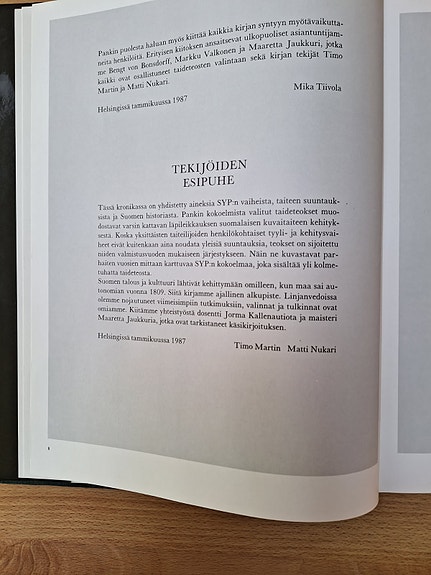 Pankin puolesta haluan myös kiittää kaikkia kirjan syntyyn myötävaikutta-
neita henkilöitä. Erityisen kiitoksen ansaitsevat ulkopuoliset asiantuntijam-
me Bengt von Bonsdorff, Markku Valkonen ja Maaretta Jaukkuri, jotka
kaikki ovat osallistuneet taideteosten valintaan sekä kirjan tekijät Timo
Martin ja Matti Nukari.
Mika Tiivola
Helsingissä tammikuussa 1987
TEKIJÖIDEN
ESIPUHE
Tässä kronikassa on yhdistetty aineksia SYP:n vaiheista, taiteen suuntauk-
sista ja Suomen historiasta. Pankin kokoelmista valitut taideteokset muo-
dostavat varsin kattavan läpileikkauksen suomalaisen kuvataiteen kehityk-
sestä. Koska yksittäisten taiteilijoiden henkilökohtaiset tyyli- ja kehitysvai-
heet eivät kuitenkaan aina noudata yleisiä suuntauksia, teokset on sijoitettu
niiden valmistusvuoden mukaiseen järjestykseen. Näin ne kuvastavat par-
haiten vuosien mittaan karttuvaa SYP:n kokoelmaa, joka sisältää yli kolme-
tuhatta taideteosta.
Suomen talous ja kulttuuri lähtivät kehittymään omilleen, kun maa sai au-
tonomian vuonna 1809. Siitä kirjamme ajallinen alkupiste. Linjanvedoissa
olemme nojautuneet viimeisimpiin tutkimuksiin, valinnat ja tulkinnat ovat
omiamme. Kiitämme yhteistyöstä dosentti Jorma Kallenautiota ja maisteri
Maaretta Jaukkuria, jotka ovat tarkistaneet käsikirjoituksen.
Helsingissä tammikuussa 1987
Timo Martin Matti Nukari